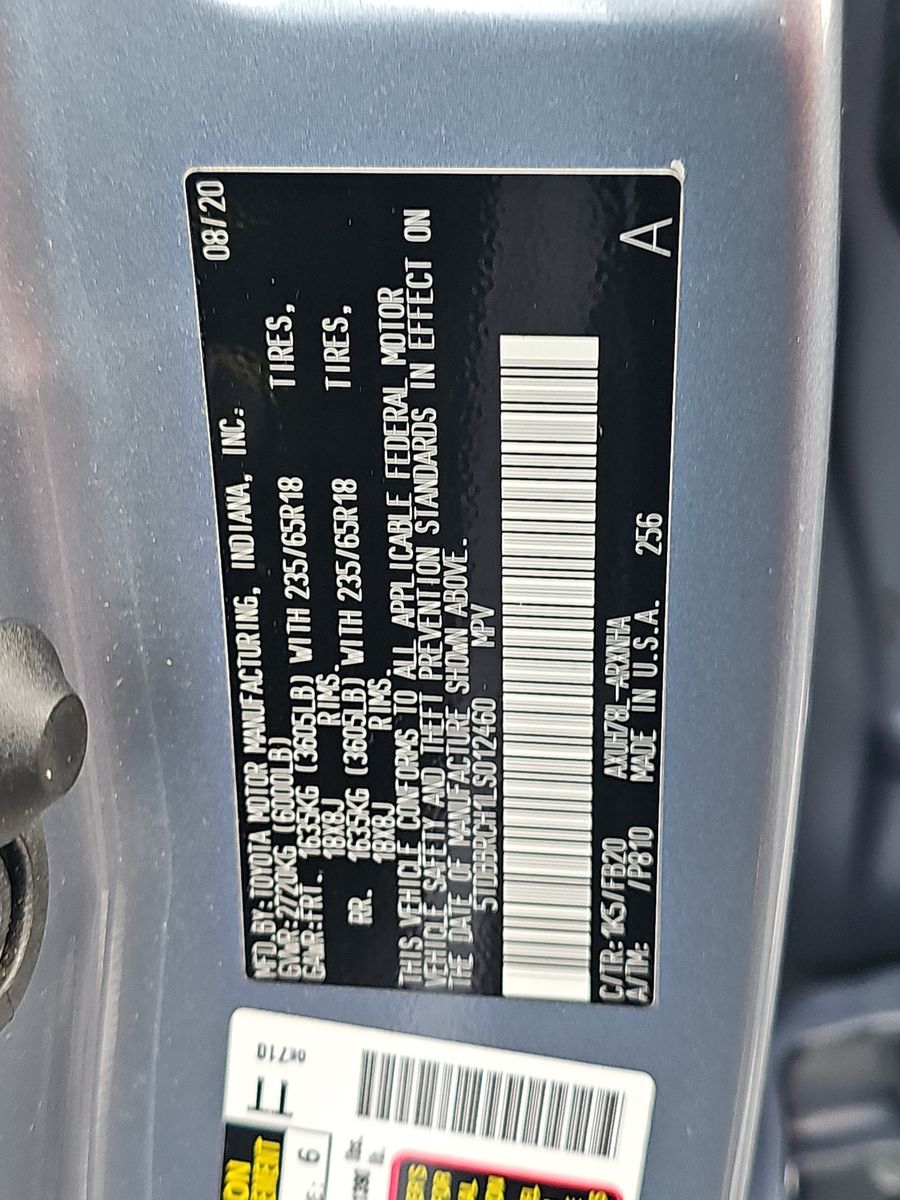 MFD.BY: TOYOTA MOTOR MANUFACTURING, INDIANA, INC. 08/20
GVWR: 2720KG (6000LB)
GAWR: FRT. 1635KG (3605LB) WITH 235/65R18 TIRES,
18X8J RIMS.
RR. 1635KG (3605LB) WITH 235/65R18 TIRES,
18X8J RIMS.
THIS VEHICLE CONFORMS TO ALL APPLICABLE FEDERAL MOTOR
VEHICLE SAFETY AND THEFT PREVENTION STANDARDS IN EFFECT ON
THE DATE OF MANUFACTURE SHOWN ABOVE.
5TDBBRCH1LS012460 MPV
C/TR: 1K5/FB20 AXUH78L-ARXNHA
A/TM: /P810 MADE IN U.S.A. 256
A
0E710
6